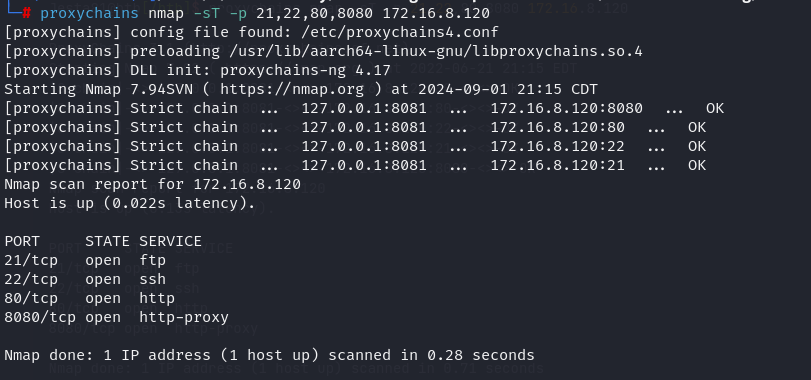 └─# proxychains nmap -sT -p 21,22,80,8080 172.16.8.120
[proxychains] config file found: /etc/proxychains4.conf
[proxychains] preloading /usr/lib/aarch64-linux-gnu/libproxychains.so.4
[proxychains] DLL init: proxychains-ng 4.17
Starting Nmap 7.94SVN ( https://nmap.org ) at 2024-09-01 21:15 CDT
[proxychains] Strict chain  ...  127.0.0.1:8081  ...  172.16.8.120:8080  ...  OK
[proxychains] Strict chain  ...  127.0.0.1:8081  ...  172.16.8.120:80  ...  OK
[proxychains] Strict chain  ...  127.0.0.1:8081  ...  172.16.8.120:22  ...  OK
[proxychains] Strict chain  ...  127.0.0.1:8081  ...  172.16.8.120:21  ...  OK
Nmap scan report for 172.16.8.120
Host is up (0.022s latency).

PORT     STATE SERVICE
21/tcp   open  ftp
22/tcp   open  ssh
80/tcp   open  http
8080/tcp open  http-proxy

Nmap done: 1 IP address (1 host up) scanned in 0.28 seconds